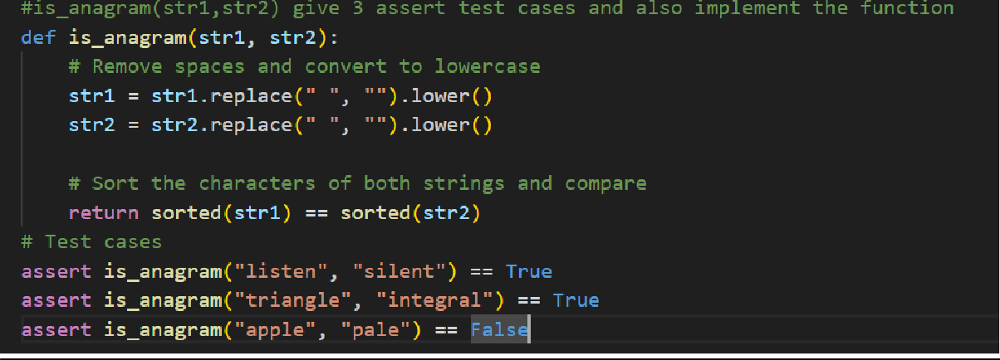 #is_anagram(str1,str2) give 3 assert test cases and also implement the function
def is_anagram(str1, str2):
    # Remove spaces and convert to lowercase
    str1 = str1.replace(" ", "").lower()
    str2 = str2.replace(" ", "").lower()

    # Sort the characters of both strings and compare
    return sorted(str1) == sorted(str2)
# Test cases
assert is_anagram("listen", "silent") == True
assert is_anagram("triangle", "integral") == True
assert is_anagram("apple", "pale") == False